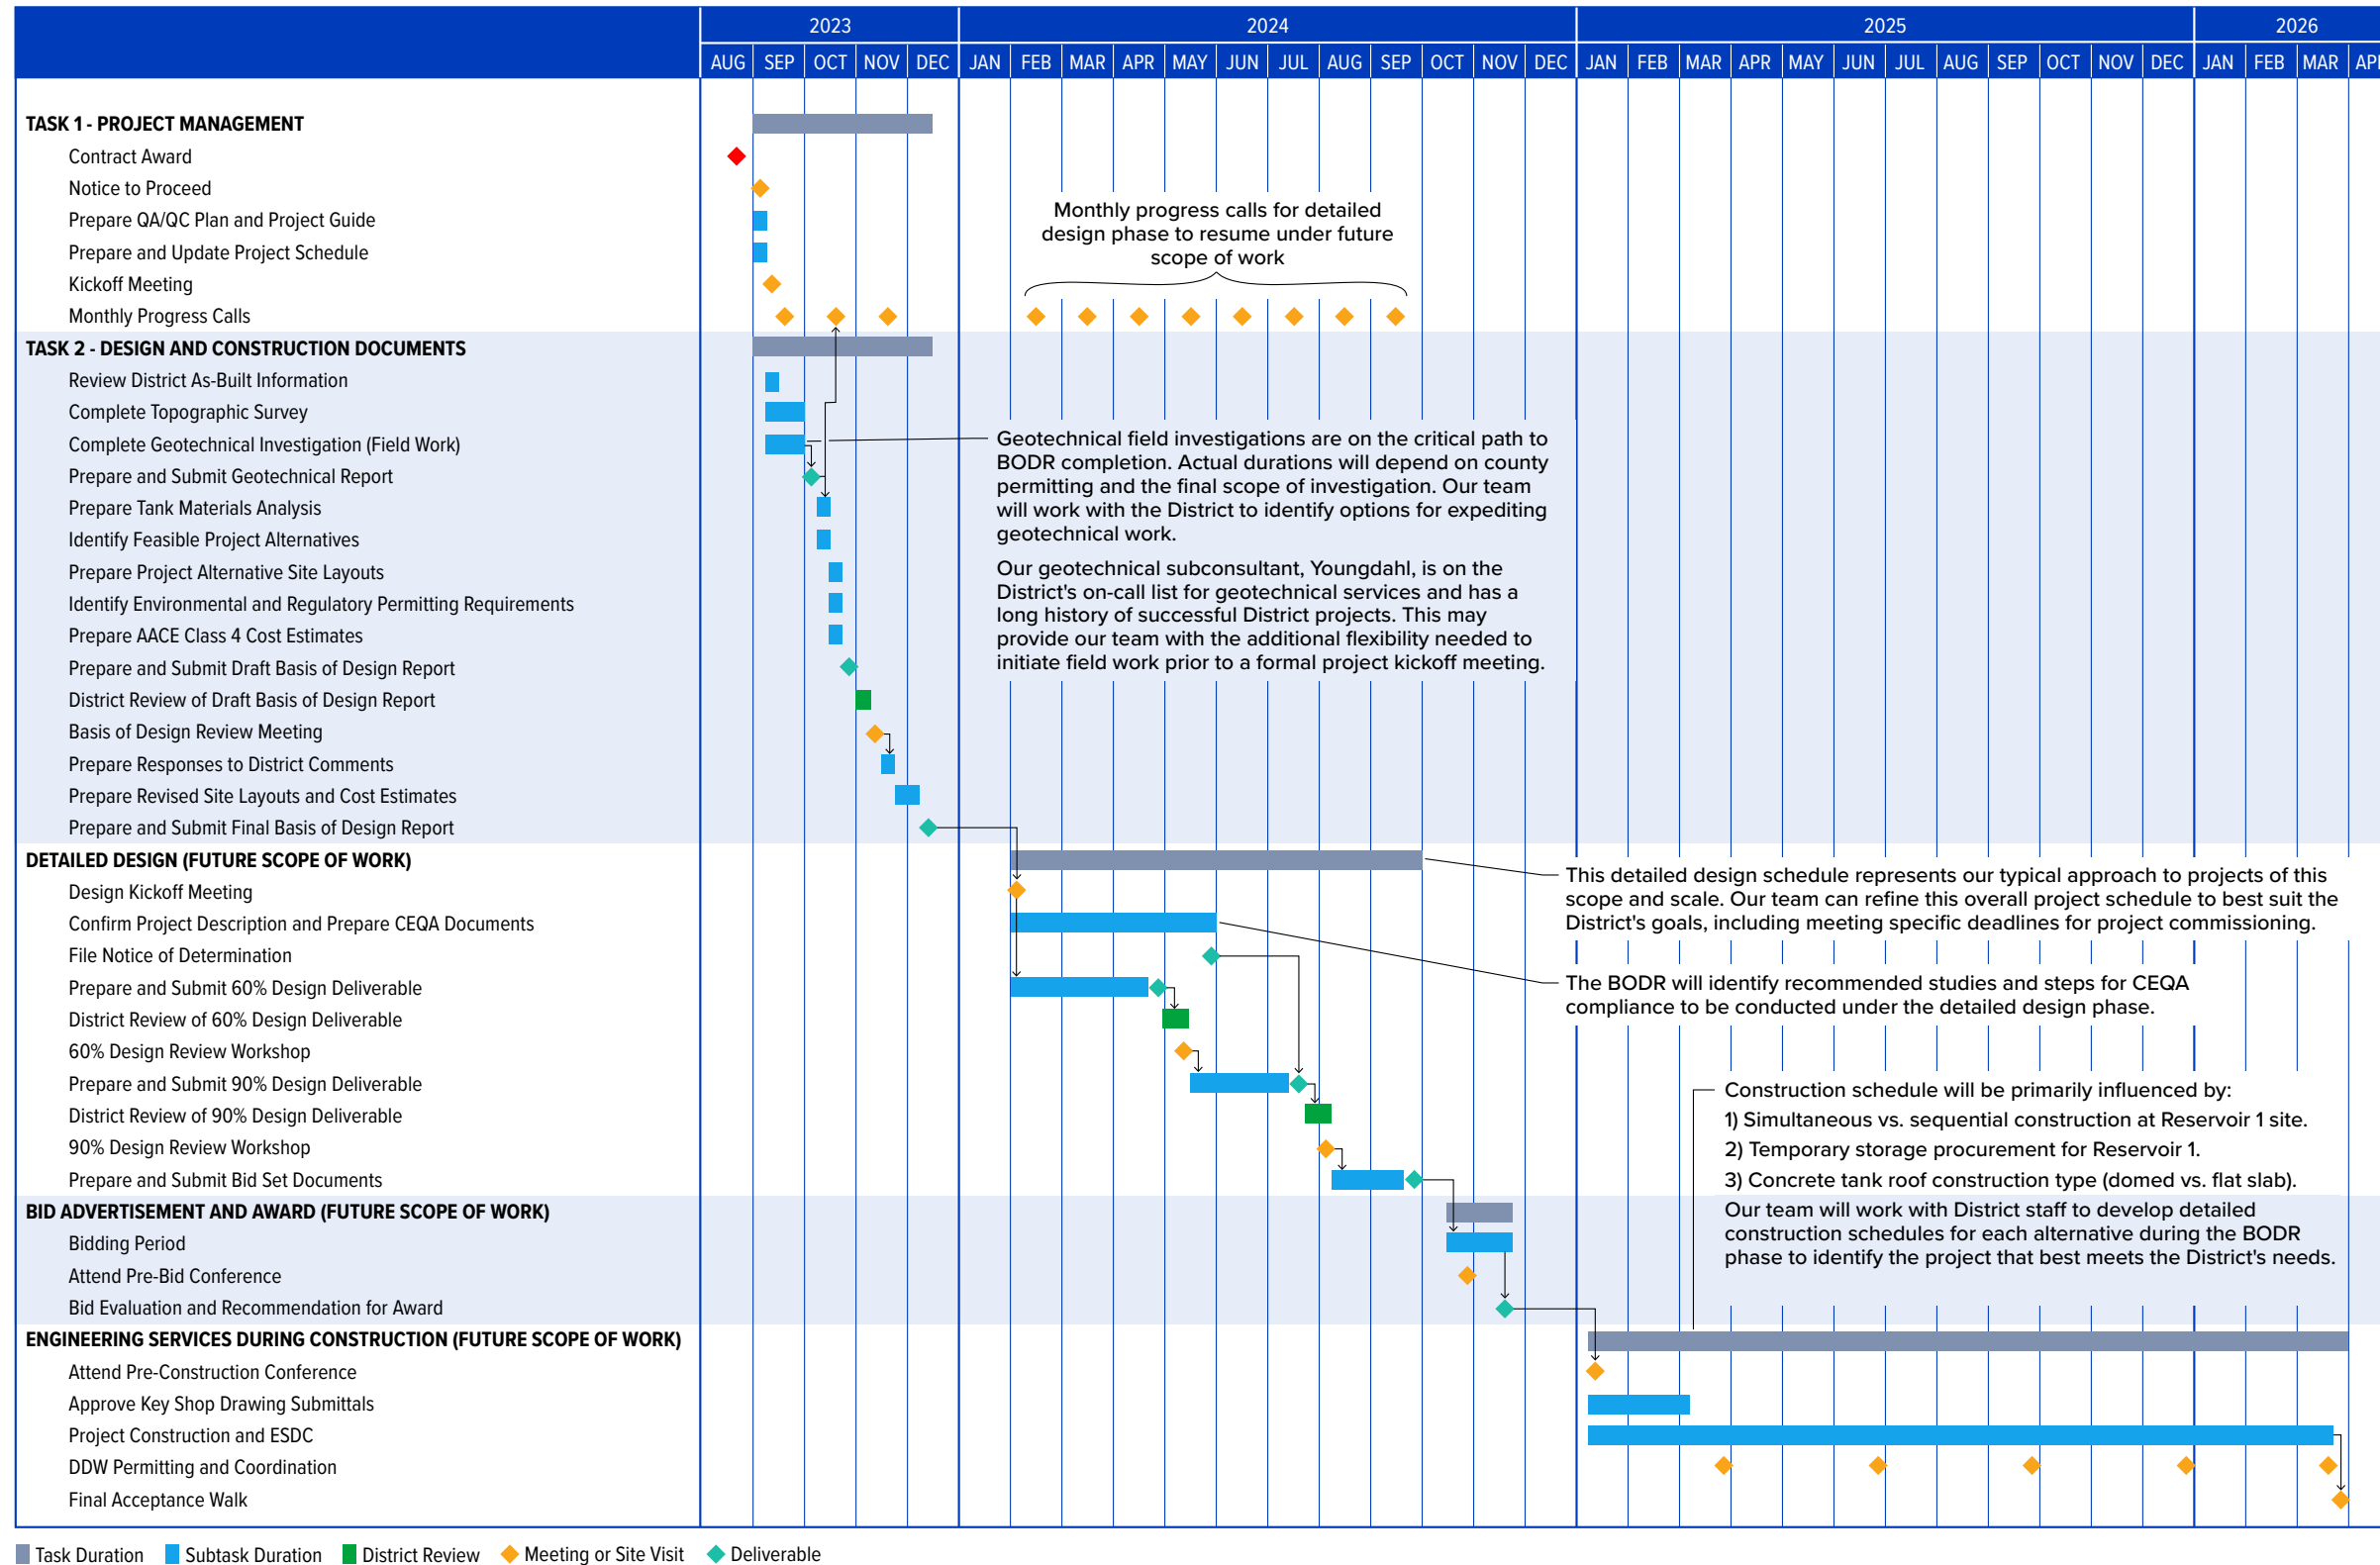 2023 2024 2025 2026
AUG SEP OCT NOV DEC JAN FEB MAR APR MAY JUN JUL AUG SEP OCT NOV DEC JAN FEB MAR APR MAY JUN JUL AUG SEP OCT NOV DEC JAN FEB MAR
TASK 1 - PROJECT MANAGEMENT
Contract Award
Notice to Proceed
Prepare QA/QC Plan and Project Guide
Prepare and Update Project Schedule
Kickoff Meeting
Monthly Progress Calls
Monthly progress calls for detailed
design phase to resume under future
scope of work
TASK 2 - DESIGN AND CONSTRUCTION DOCUMENTS
Review District As-Built Information
Complete Topographic Survey
Complete Geotechnical Investigation (Field Work)
Prepare and Submit Geotechnical Report
Prepare Tank Materials Analysis
Identify Feasible Project Alternatives
Prepare Project Alternative Site Layouts
Identify Environmental and Regulatory Permitting Requirements
Prepare AACE Class 4 Cost Estimates
Prepare and Submit Draft Basis of Design Report
District Review of Draft Basis of Design Report
Basis of Design Review Meeting
Prepare Responses to District Comments
Prepare Revised Site Layouts and Cost Estimates
Prepare and Submit Final Basis of Design Report
Geotechnical field investigations are on the critical path to
BODR completion. Actual durations will depend on county
permitting and the final scope of investigation. Our team
will work with the District to identify options for expediting
geotechnical work.
Our geotechnical subconsultant, Youngdahl, is on the
District's on-call list for geotechnical services and has a
long history of successful District projects. This may
provide our team with the additional flexibility needed to
initiate field work prior to a formal project kickoff meeting.
DETAILED DESIGN (FUTURE SCOPE OF WORK)
Design Kickoff Meeting
Confirm Project Description and Prepare CEQA Documents
File Notice of Determination
Prepare and Submit 60% Design Deliverable
District Review of 60% Design Deliverable
60% Design Review Workshop
Prepare and Submit 90% Design Deliverable
District Review of 90% Design Deliverable
90% Design Review Workshop
Prepare and Submit Bid Set Documents
This detailed design schedule represents our typical approach to projects of this
scope and scale. Our team can refine this overall project schedule to best suit the
District's goals, including meeting specific deadlines for project commissioning.
The BODR will identify recommended studies and steps for CEQA
compliance to be conducted under the detailed design phase.
Construction schedule will be primarily influenced by:
1) Simultaneous vs. sequential construction at Reservoir 1 site.
2) Temporary storage procurement for Reservoir 1.
3) Concrete tank roof construction type (domed vs. flat slab).
Our team will work with District staff to develop detailed
construction schedules for each alternative during the BODR
phase to identify the project that best meets the District's needs.
BID ADVERTISEMENT AND AWARD (FUTURE SCOPE OF WORK)
Bidding Period
Attend Pre-Bid Conference
Bid Evaluation and Recommendation for Award
ENGINEERING SERVICES DURING CONSTRUCTION (FUTURE SCOPE OF WORK)
Attend Pre-Construction Conference
Approve Key Shop Drawing Submittals
Project Construction and ESDC
DDW Permitting and Coordination
Final Acceptance Walk
Task Duration Subtask Duration District Review Meeting or Site Visit Deliverable